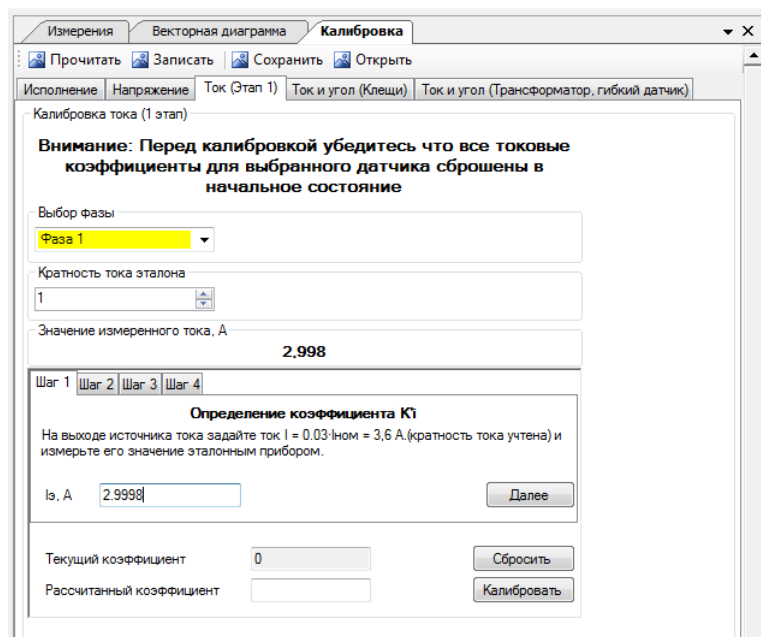 Измерения Векторная диаграмма Калибровка
Прочитать Записать Сохранить Открыть
Исполнение Напряжение Ток (Этап 1) Ток и угол (Клещи) Ток и угол (Трансформатор, гибкий датчик)
Калибровка тока (1 этап)
Внимание: Перед калибровкой убедитесь что все токовые
коэффициенты для выбранного датчика сброшены в
начальное состояние
Выбор фазы
Фаза 1
Кратность тока эталона
1
Значение измеренного тока, А
2,998
Шаг 1 Шаг 2 Шаг 3 Шаг 4
Определение коэффициента K'i
На выходе источника тока задайте ток I = 0.03·Iном = 3,6 А.(кратность тока учтена) и
измерьте его значение эталонным прибором.
Iэ, А 2.9998 Далее
Текущий коэффициент 0 Сбросить
Рассчитанный коэффициент Калибровать